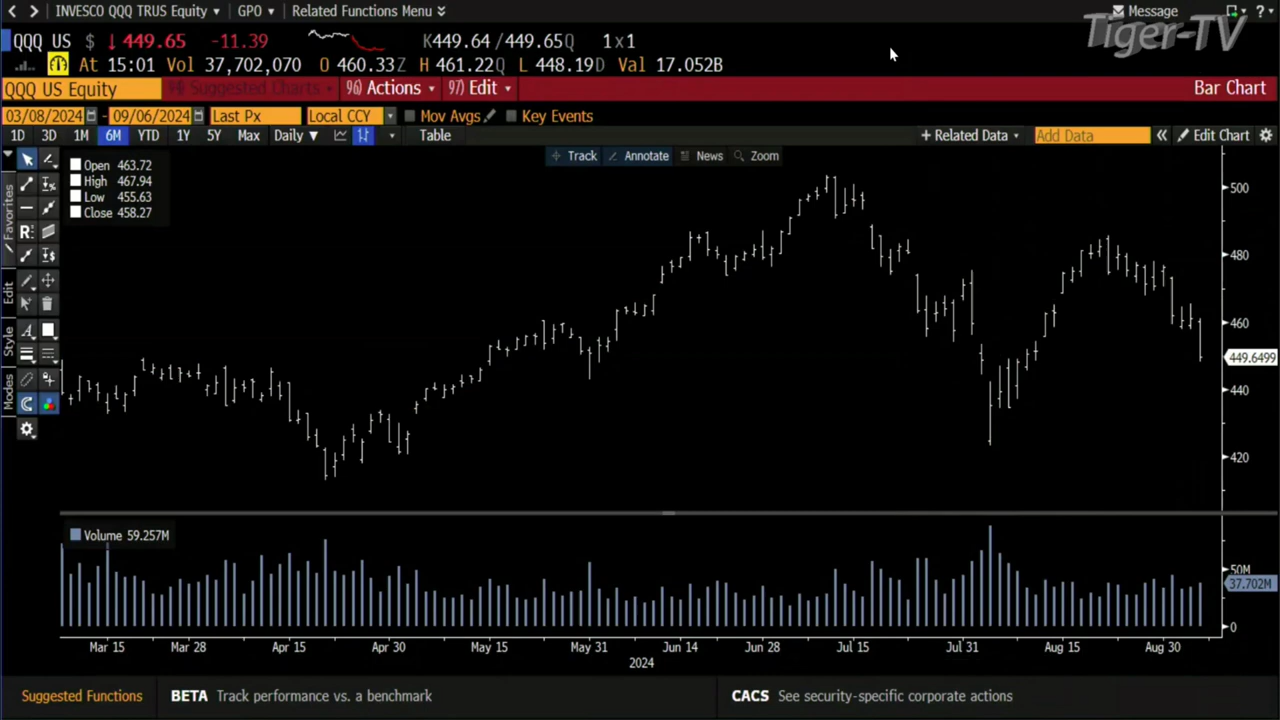 INVESCO QQQ TRUS Equity GPO Related Functions Menu Message ?
Tiger-TV
QQQ US $ ↓ 449.65 -11.39 K449.64 / 449.65Q 1x1
At 15:01 Vol 37,702,070 O 460.33Z H 461.22Q L 448.19D Val 17.052B
QQQ US Equity Suggested Charts 96) Actions 97) Edit Bar Chart
03/08/2024 - 09/06/2024 Last Px Local CCY Mov Avgs Key Events
1D 3D 1M 6M YTD 1Y 5Y Max Daily ▼ Table + Related Data Add Data « Edit Chart
Track Annotate News Zoom
Open 463.72
High 467.94
Low 455.63
Close 458.27
Favorites
Edit
Style
Modes
500
480
460
449.6499
440
420
Volume 59.257M
50M
37.702M
0
Mar 15 Mar 28 Apr 15 Apr 30 May 15 May 31 Jun 14 Jun 28 Jul 15 Jul 31 Aug 15 Aug 30
2024
Suggested Functions BETA Track performance vs. a benchmark CACS See security-specific corporate actions